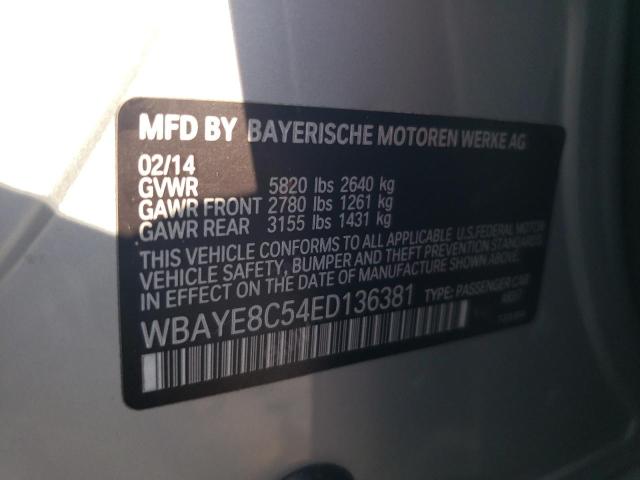 MFD BY BAYERISCHE MOTOREN WERKE AG
02/14
GVWR 5820 lbs 2640 kg
GAWR FRONT 2780 lbs 1261 kg
GAWR REAR 3155 lbs 1431 kg
THIS VEHICLE CONFORMS TO ALL APPLICABLE U.S. FEDERAL MOTOR
VEHICLE SAFETY, BUMPER AND THEFT PREVENTION STANDARDS
IN EFFECT ON THE DATE OF MANUFACTURE SHOWN ABOVE.
WBAYE8C54ED136381 TYPE: PASSENGER CAR